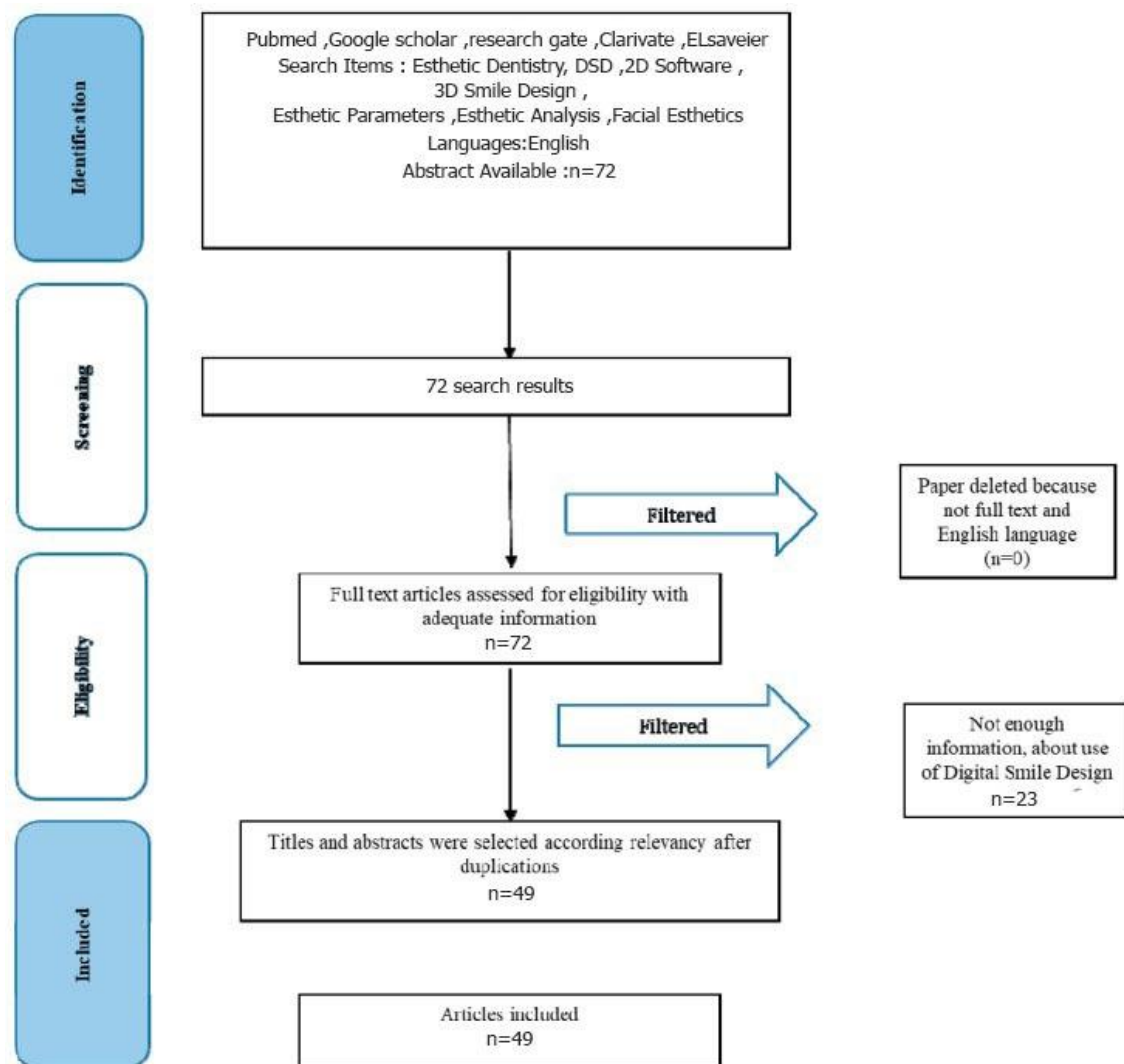 Identification
Pubmed ,Google scholar ,research gate ,Clarivate ,ELsaveier
Search Items : Esthetic Dentistry, DSD ,2D Software ,
3D Smile Design ,
Esthetic Parameters ,Esthetic Analysis ,Facial Esthetics
Languages:English
Abstract Available :n=72
Screening
72 search results
Filtered
Paper deleted because
not full text and
English language
(n=0)
Eligibility
Full text articles assessed for eligibility with
adequate information
n=72
Filtered
Not enough
information, about use
of Digital Smile Design
n=23
Included
Titles and abstracts were selected according relevancy after
duplications
n=49
Articles included
n=49